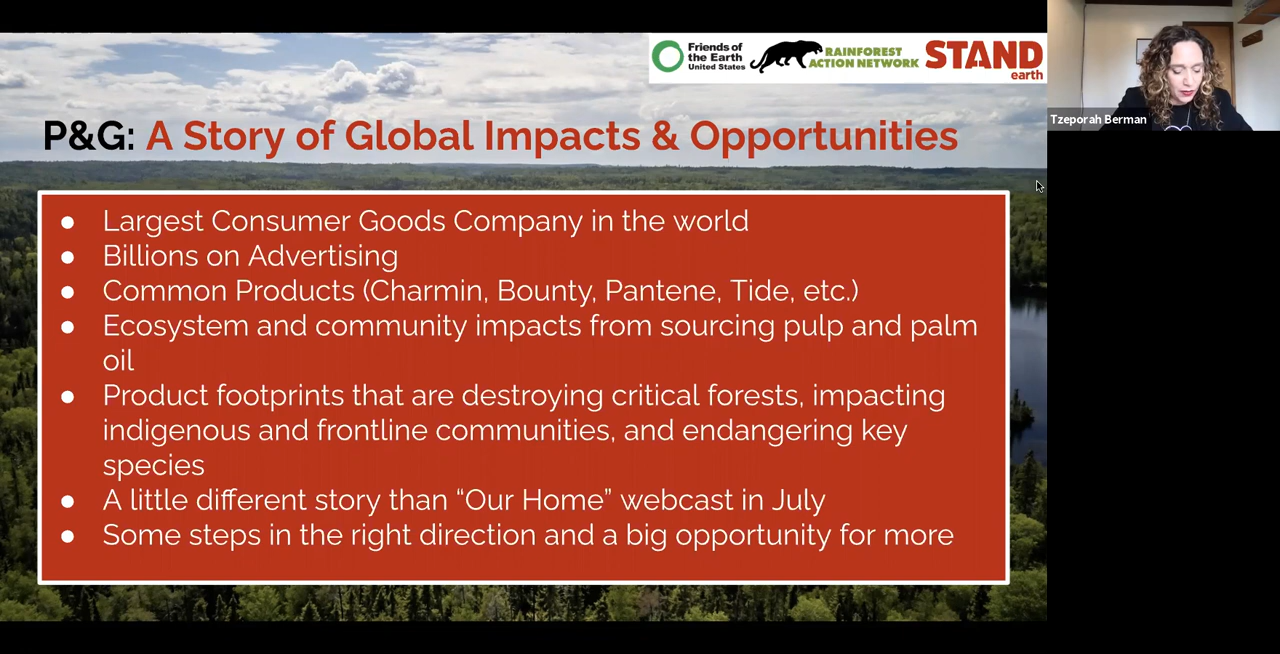 Friends of
the Earth
United States
RAINFOREST
ACTION NETWORK
STAND
earth
Tzeporah Berman
P&G: A Story of Global Impacts & Opportunities
● Largest Consumer Goods Company in the world
● Billions on Advertising
● Common Products (Charmin, Bounty, Pantene, Tide, etc.)
● Ecosystem and community impacts from sourcing pulp and palm
oil
● Product footprints that are destroying critical forests, impacting
indigenous and frontline communities, and endangering key
species
● A little different story than “Our Home” webcast in July
● Some steps in the right direction and a big opportunity for more